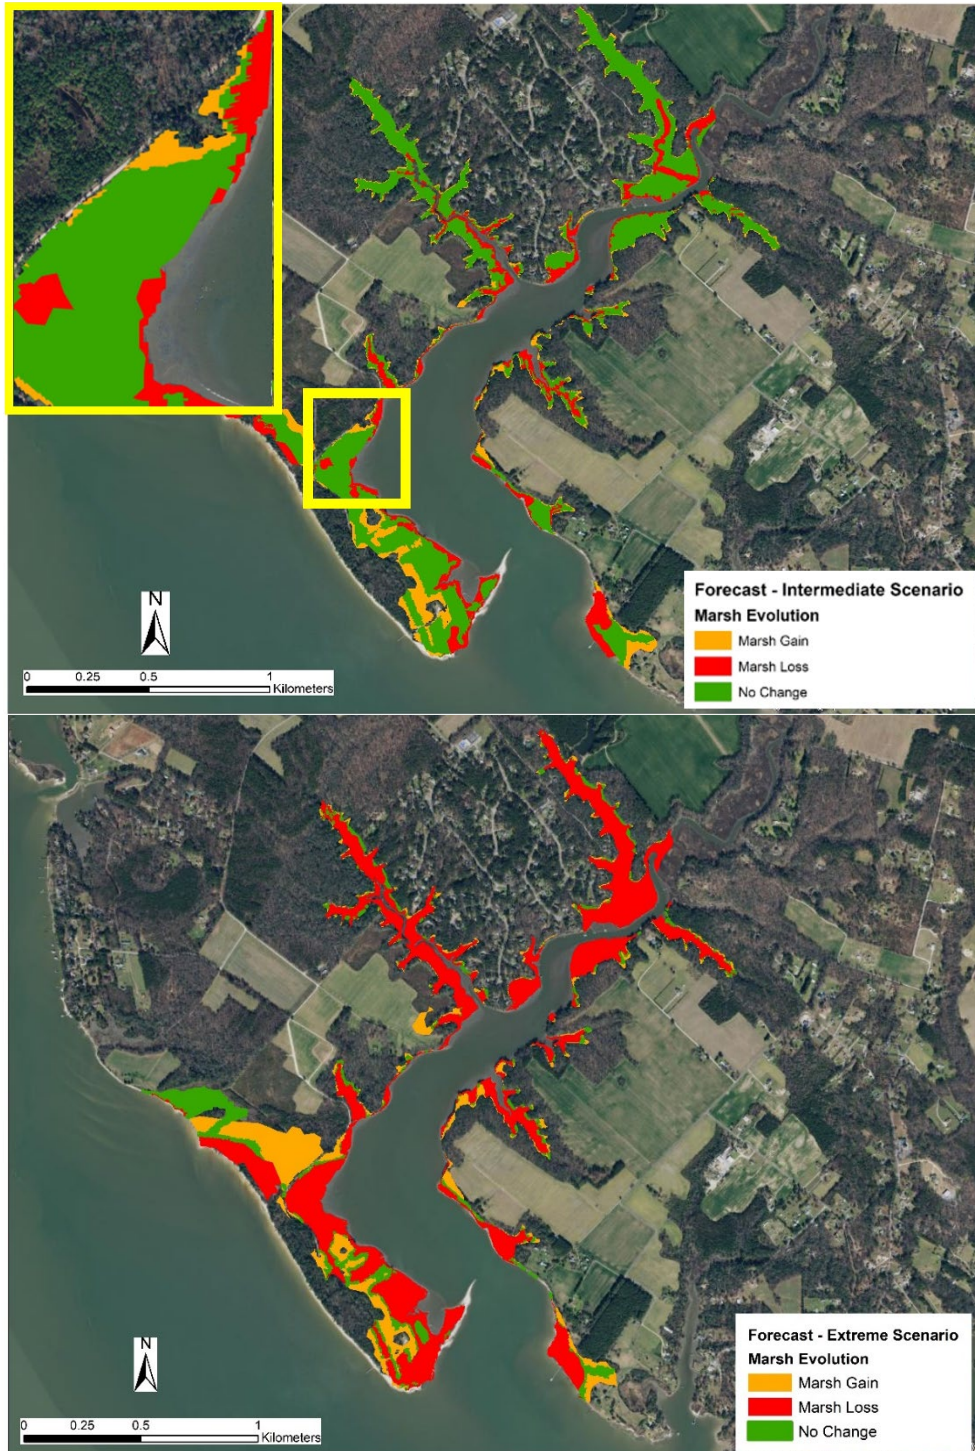 Forecast - Intermediate Scenario
Marsh Evolution
Marsh Gain
Marsh Loss
No Change
N
0 0.25 0.5 1
Kilometers
Forecast - Extreme Scenario
Marsh Evolution
Marsh Gain
Marsh Loss
No Change
N
0 0.25 0.5 1
Kilometers